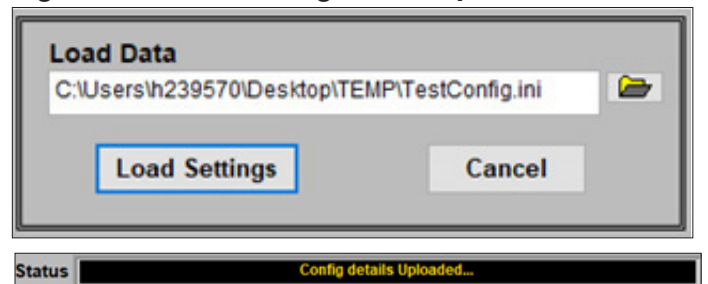 Load Data
C:\Users\h239570\Desktop\TEMP\TestConfig.ini
Load Settings Cancel
Status Config details Uploaded...